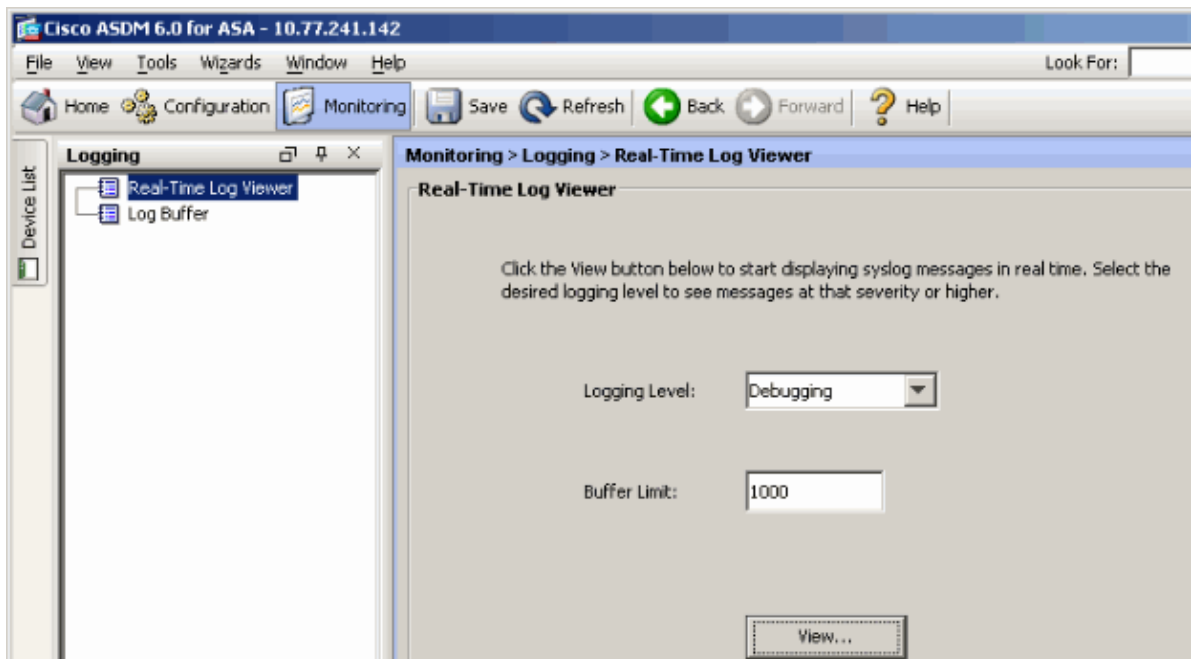 Cisco ASDM 6.0 for ASA - 10.77.241.142
File View Tools Wizards Window Help Look For:
Home Configuration Monitoring Save Refresh Back Forward Help
Device List
Logging
Real-Time Log Viewer
Log Buffer
Monitoring > Logging > Real-Time Log Viewer
Real-Time Log Viewer
Click the View button below to start displaying syslog messages in real time. Select the
desired logging level to see messages at that severity or higher.
Logging Level: Debugging
Buffer Limit: 1000
View...